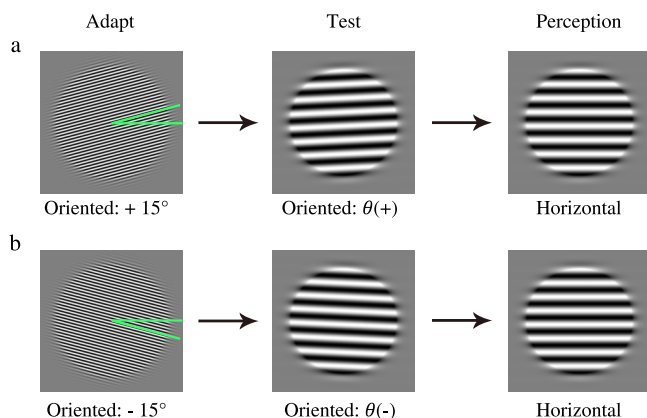 Adapt Test Perception
a
Oriented: + 15° Oriented: θ(+) Horizontal
b
Oriented: - 15° Oriented: θ(-) Horizontal